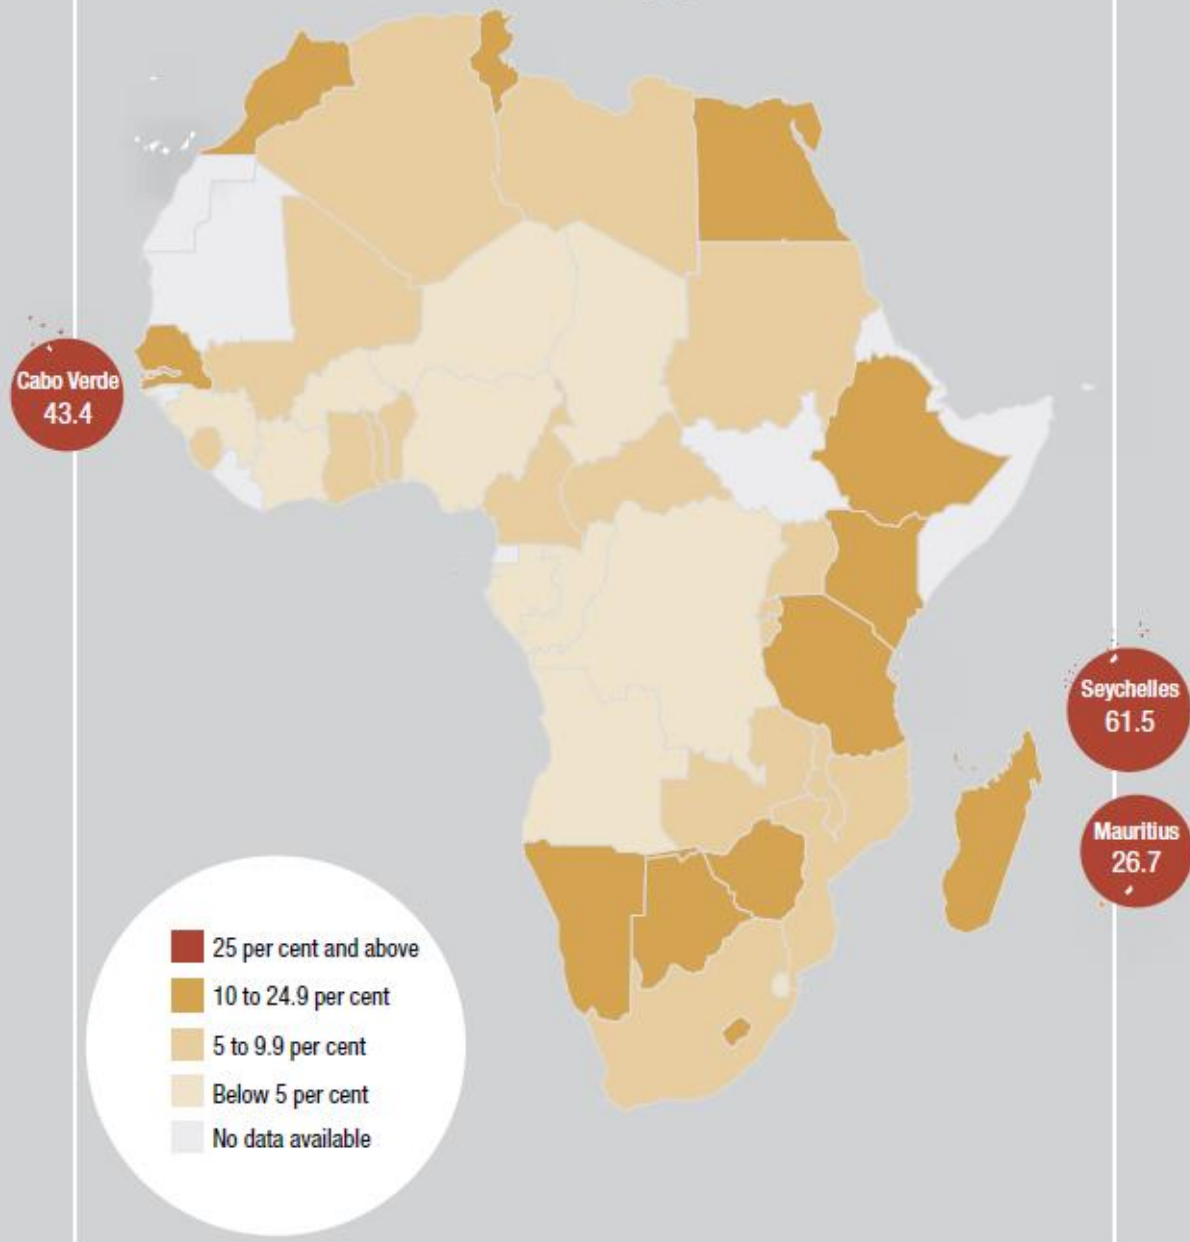 Cabo Verde
43.4
Seychelles
61.5
Mauritius
26.7
25 per cent and above
10 to 24.9 per cent
5 to 9.9 per cent
Below 5 per cent
No data available